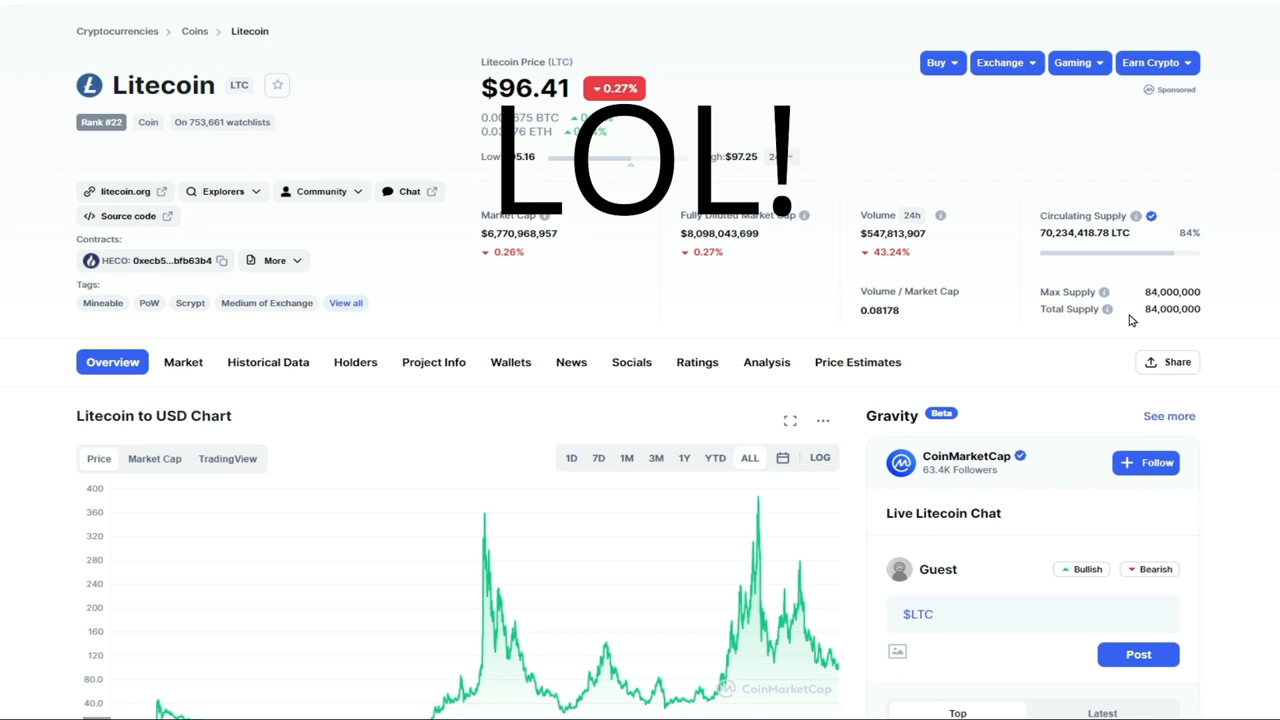 Cryptocurrencies > Coins > Litecoin
Litecoin LTC
Rank #22 Coin On 753,661 watchlists
litecoin.org Explorers Community Chat
Source code
Contracts:
HECO: 0xecb5...bfb63b4 More
Tags:
Mineable PoW Scrypt Medium of Exchange View all
Litecoin Price (LTC)
$96.41 0.27%
BTC
ETH
$97.25
LOL!
Buy Exchange Gaming Earn Crypto
Sponsored
Market Cap
$6,770,968,957
0.26%
Fully Diluted Market Cap
$8,098,043,699
0.27%
Volume 24h
$547,813,907
43.24%
Volume / Market Cap
0.08178
Circulating Supply
70,234,418.78 LTC 84%
Max Supply 84,000,000
Total Supply 84,000,000
Overview Market Historical Data Holders Project Info Wallets News Socials Ratings Analysis Price Estimates Share
Litecoin to USD Chart
Price Market Cap TradingView
1D 7D 1M 3M 1Y YTD ALL LOG
400
360
320
280
240
200
160
120
80.0
40.0
CoinMarketCap
Gravity Beta See more
CoinMarketCap
63.4K Followers
+ Follow
Live Litecoin Chat
Guest Bullish Bearish
$LTC
Post
Top Latest